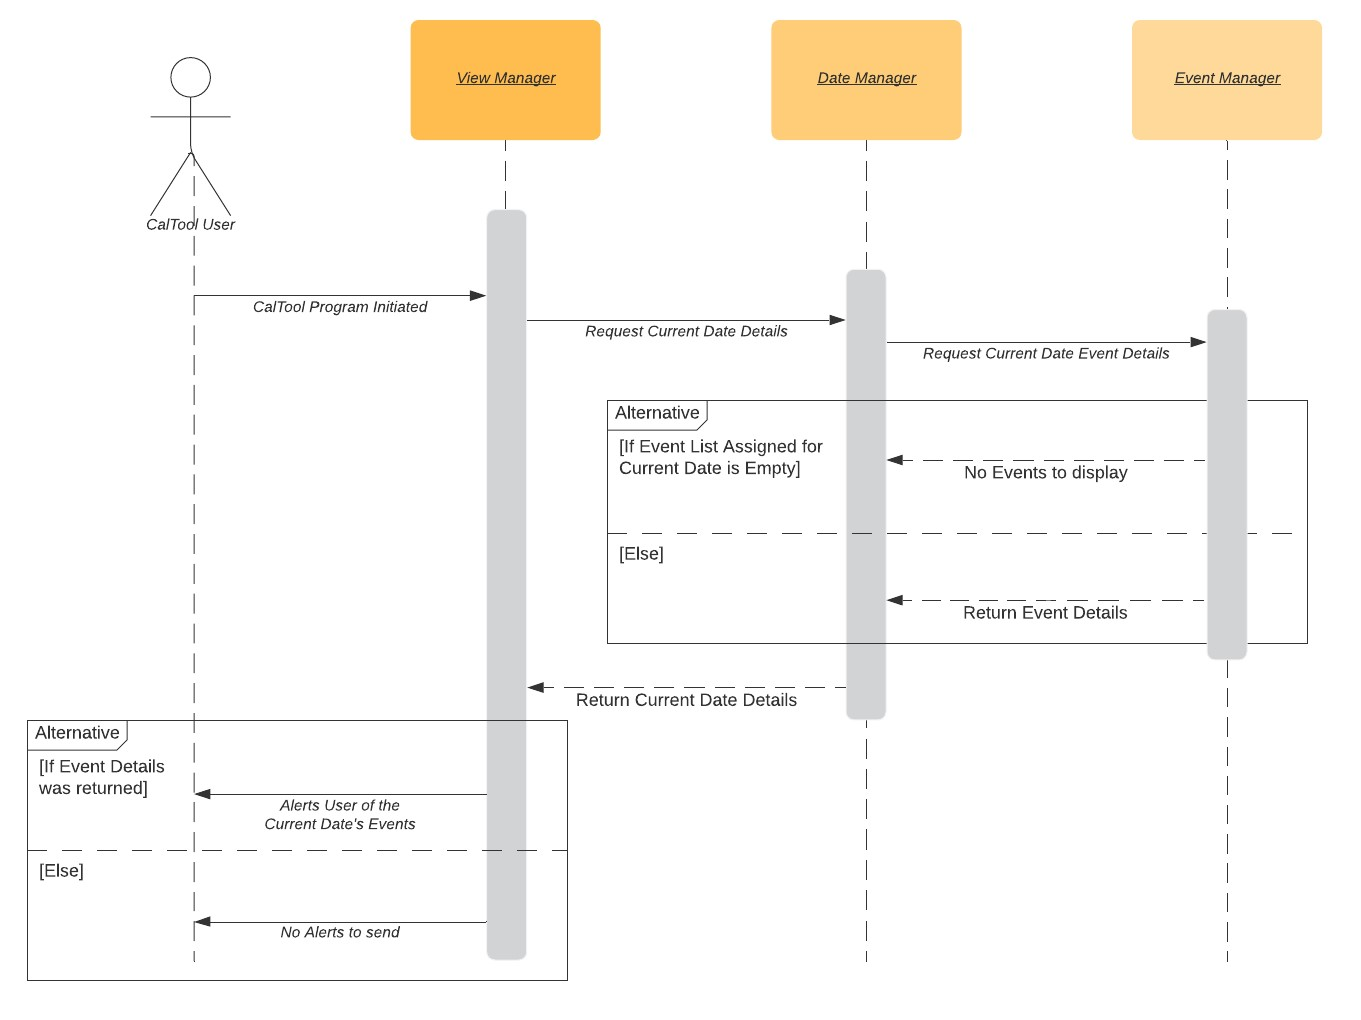 View Manager
Date Manager
Event Manager
CalTool User
CalTool Program Initiated
Request Current Date Details
Request Current Date Event Details
Alternative
[If Event List Assigned for
Current Date is Empty]
No Events to display
[Else]
Return Event Details
Return Current Date Details
Alternative
[If Event Details
was returned]
Alerts User of the
Current Date's Events
[Else]
No Alerts to send